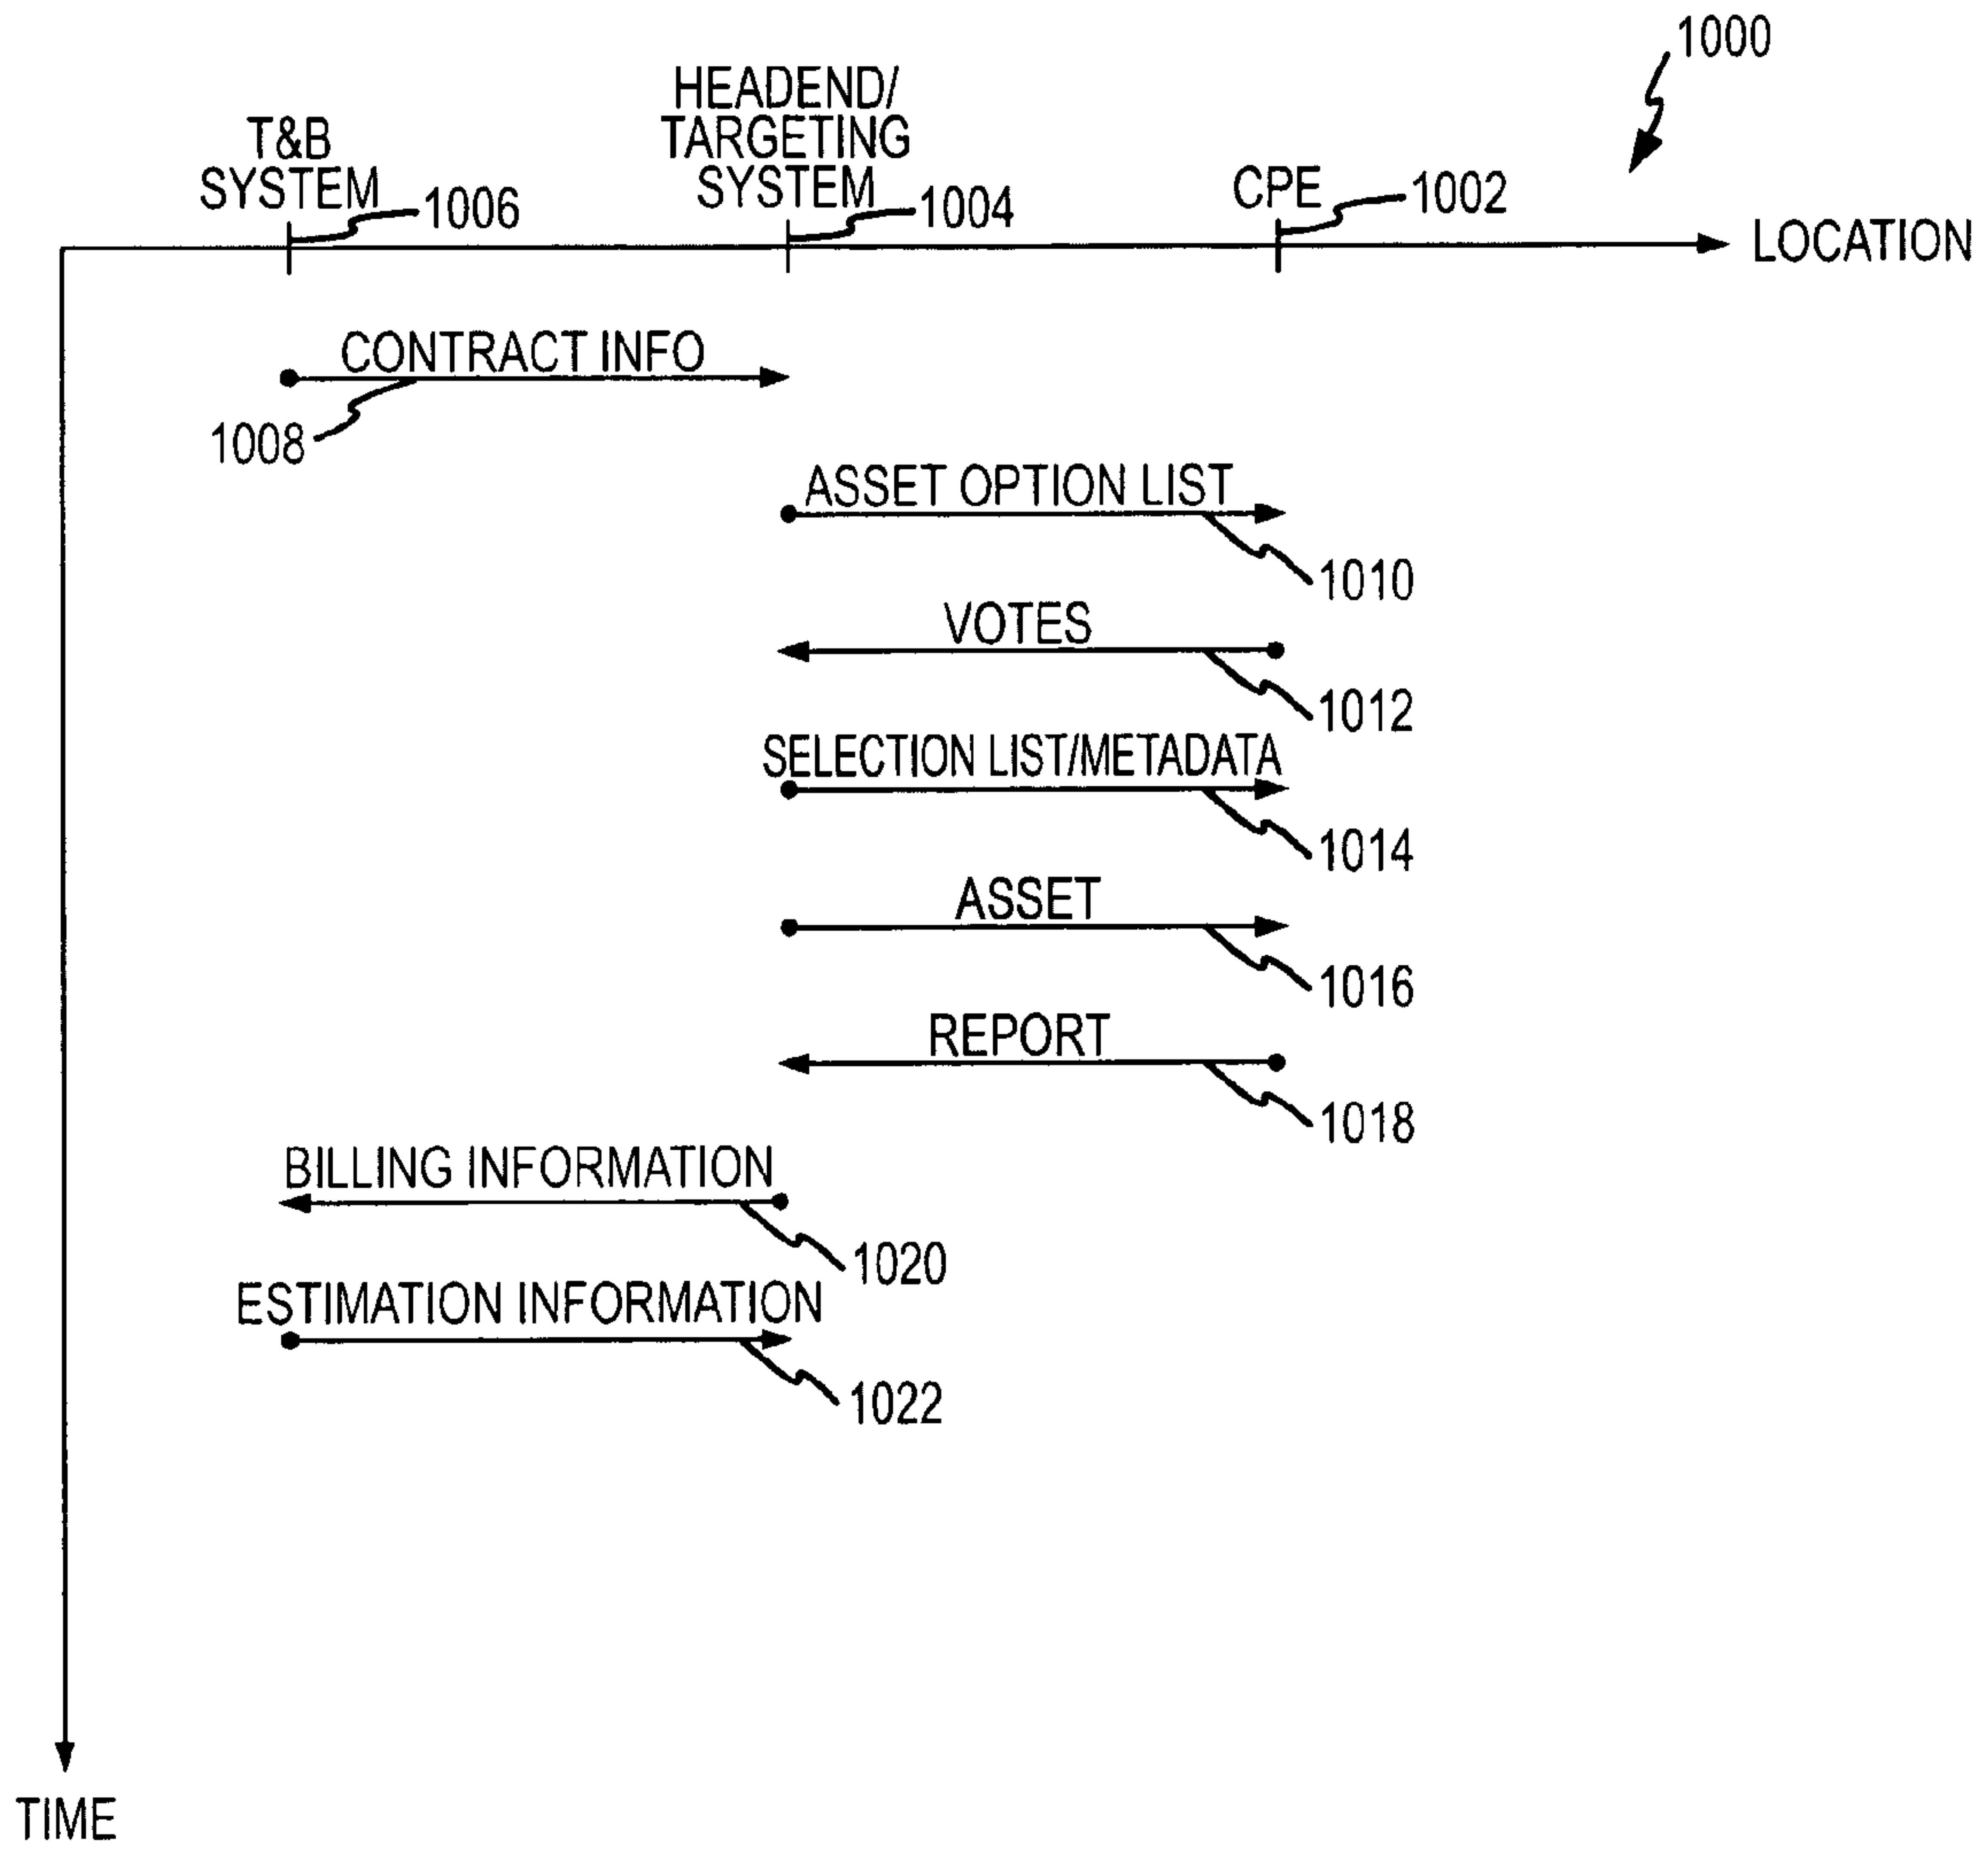 1000
HEADEND/
TARGETING
SYSTEM
T&B
SYSTEM
1006
1004
CPE
1002
LOCATION
CONTRACT INFO
1008
ASSET OPTION LIST
1010
VOTES
1012
SELECTION LIST/METADATA
1014
ASSET
1016
REPORT
1018
BILLING INFORMATION
1020
ESTIMATION INFORMATION
1022
TIME